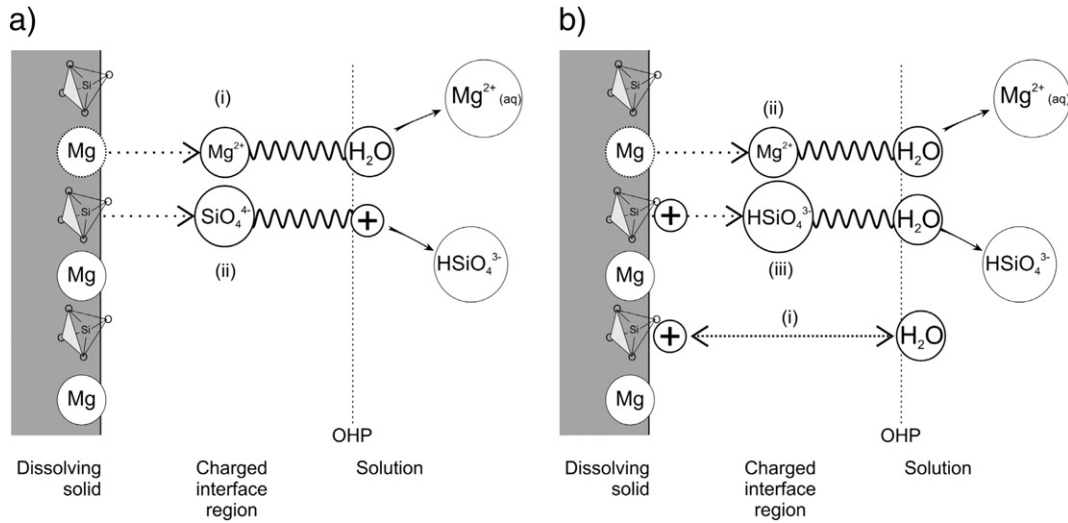 a)
Si
(i)
Mg
Mg²⁺
H₂O
Mg²⁺ (aq)
Si
SiO₄⁴⁻
+
HSiO₄³⁻
(ii)
Mg
Si
Mg
OHP
Dissolving
solid
Charged
interface
region
Solution
b)
Si
(ii)
Mg
Mg²⁺
H₂O
Mg²⁺ (aq)
Si
+
HSiO₄³⁻
H₂O
HSiO₄³⁻
(iii)
Mg
Si
+
(i)
H₂O
Mg
OHP
Dissolving
solid
Charged
interface
region
Solution